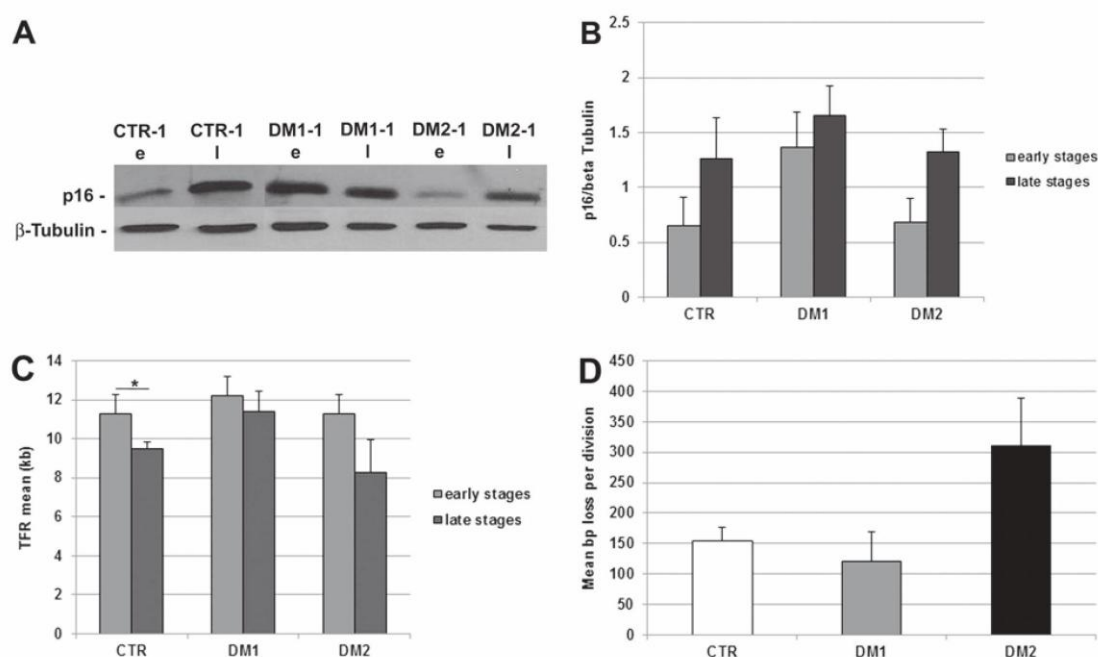 A
CTR-1 CTR-1 DM1-1 DM1-1 DM2-1 DM2-1
e l e l e l
p16 -
β-Tubulin -
B
p16/beta Tubulin
2.5
2
1.5
1
0.5
0
CTR DM1 DM2
early stages
late stages
C
TFR mean (kb)
14
12
10
8
6
4
2
0
*
CTR DM1 DM2
early stages
late stages
D
Mean bp loss per division
450
400
350
300
250
200
150
100
50
0
CTR DM1 DM2